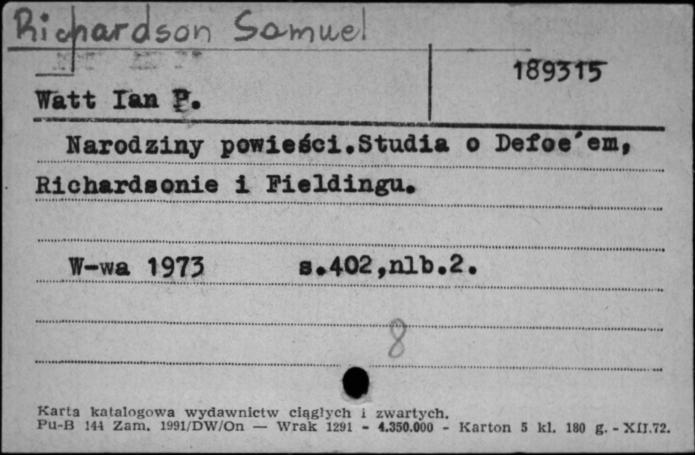 Richardson Samuel
189315
Watt Ian P.
Narodziny powieści.Studia o Defoe'em,
Richardsonie i Fieldingu.
W-wa 1973 s.402,nlb.2.
8
Karta katalogowa wydawnictw ciągłych i zwartych.
Pu-B 144 Zam. 1991/DW/On — Wrak 1291 - 4.350.000 - Karton 5 kl. 180 g. - XII.72.